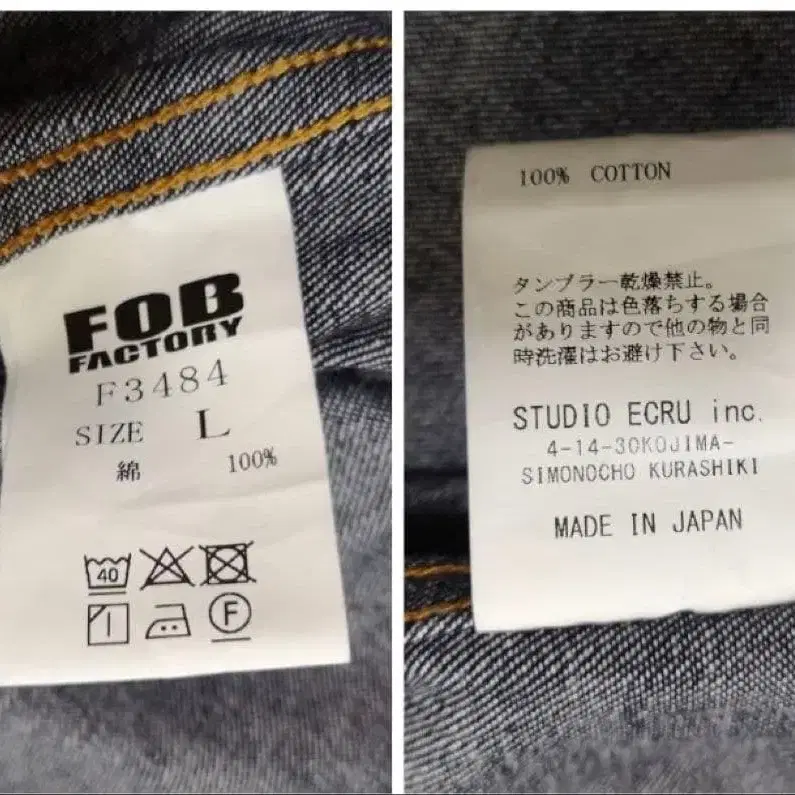 FOB
FACTORY
F3484
SIZE L
綿 100%
40
F
100% COTTON
タンブラー乾燥禁止。
この商品は色落ちする場合
がありますので他の物と同
時洗濯はお避け下さい。
STUDIO ECRU inc.
4-14-30KOJIMA-
SIMONOCHO KURASHIKI
MADE IN JAPAN